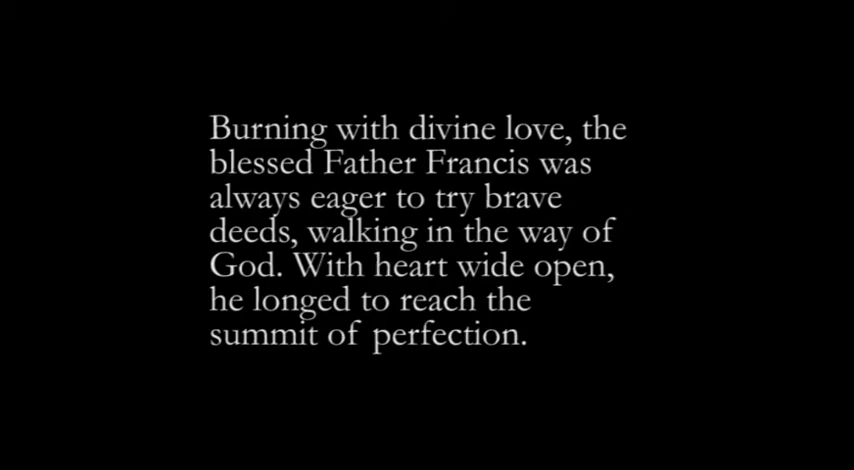 Burning with divine love, the
blessed Father Francis was
always eager to try brave
deeds, walking in the way of
God. With heart wide open,
he longed to reach the
summit of perfection.